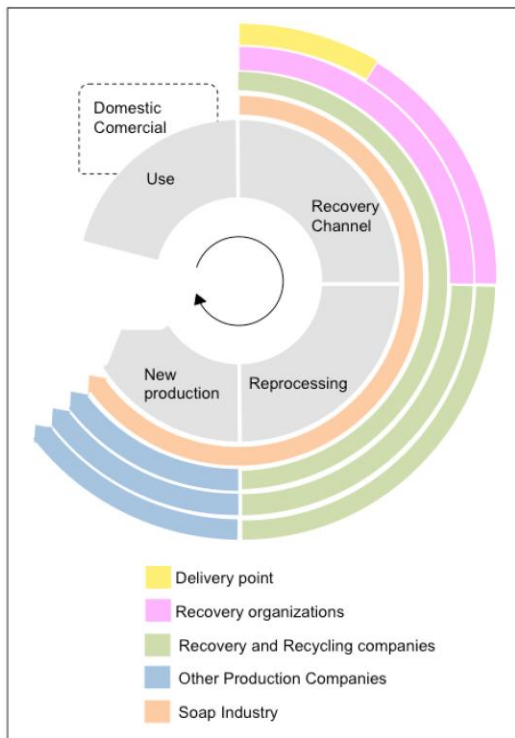 Domestic
Comercial
Use
Recovery
Channel
New
production
Reprocessing
Delivery point
Recovery organizations
Recovery and Recycling companies
Other Production Companies
Soap Industry